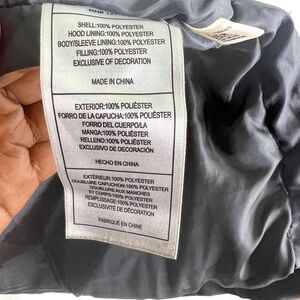 SHELL:100% POLYESTER
HOOD LINING:100% POLYESTER
BODY/SLEEVE LINING:100% POLYESTER
FILLING:100% POLYESTER
EXCLUSIVE OF DECORATION
MADE IN CHINA
EXTERIOR:100% POLIÉSTER
FORRO DE LA CAPUCHA:100% POLIÉSTER
FORRO DEL CUERPO/LA
MANGA:100% POLIÉSTER
RELLENO:100% POLIÉSTER
EXCLUSIVO DE DECORACIÓN
HECHO EN CHINA
EXTÉRIEUR:100% POLYESTER
DOUBLURE CAPUCHON:100% POLYESTER
DOUBLURE AUX MANCHES
ET CORPS:100% POLYESTER
REMPLISSAGE:100% POLYESTER
EXCLUSIVITÉ DE DÉCORATION
FABRIQUÉ EN CHINE